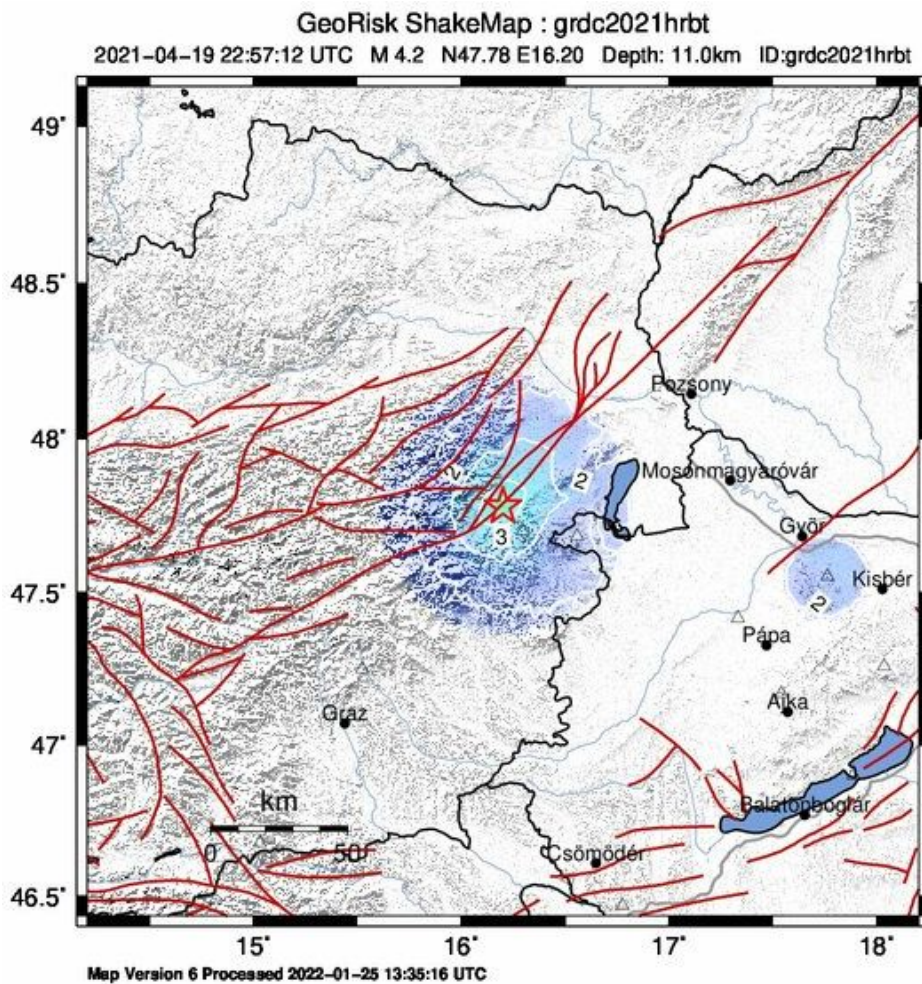 GeoRisk ShakeMap : grdc2021hrbt
2021-04-19 22:57:12 UTC M 4.2 N47.78 E16.20 Depth: 11.0km ID:grdc2021hrbt
49˚
48.5˚
Pozsony
48˚
2
2
Mosonmagyaróvár
3
Györ
47.5˚
Kisbér
2
Pápa
Ajka
Graz
47˚
km
Balatonboglár
0 50
Csömödér
46.5˚
15˚ 16˚ 17˚ 18˚
Map Version 6 Processed 2022-01-25 13:35:16 UTC